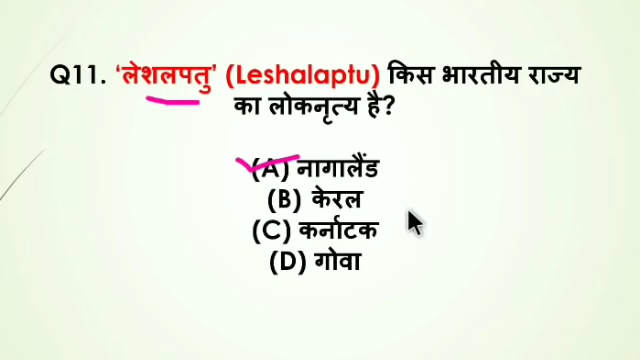 Q11. ‘लेशलपतु’ (Leshalaptu) किस भारतीय राज्य
का लोकनृत्य है?
(A) नागालैंड
(B) केरल
(C) कर्नाटक
(D) गोवा